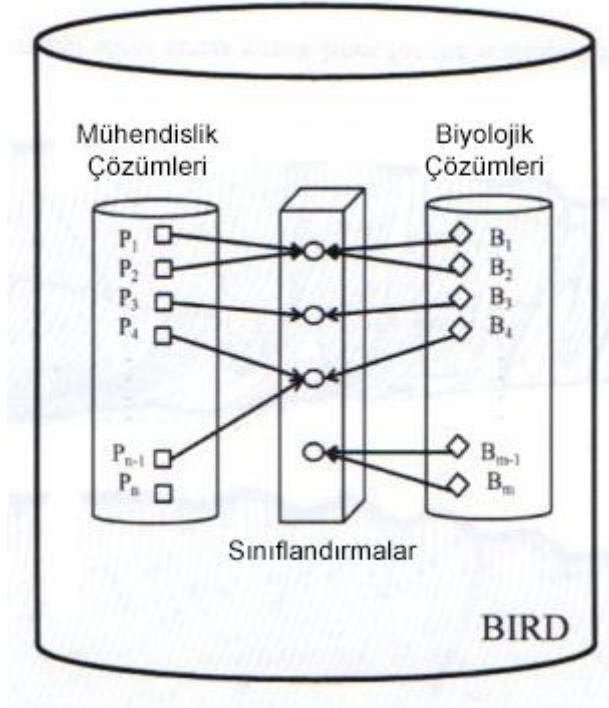 Mühendislik
Çözümleri
Biyolojik
Çözümleri
P1
P2
P3
P4
Pn-1
Pn
B1
B2
B3
B4
Bm-1
Bm
Sınıflandırmalar
BIRD